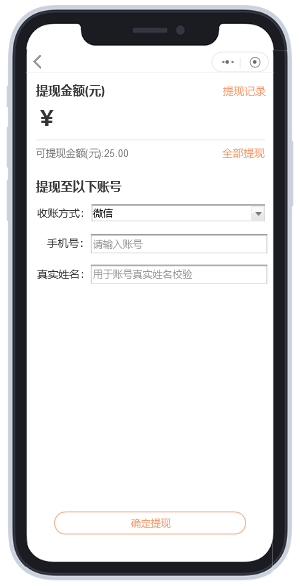 提现金额(元) 提现记录
¥
可提现金额(元):25.00 全部提现
提现至以下账号
收账方式: 微信
手机号: 请输入账号
真实姓名: 用于账号真实姓名校验
确定提现